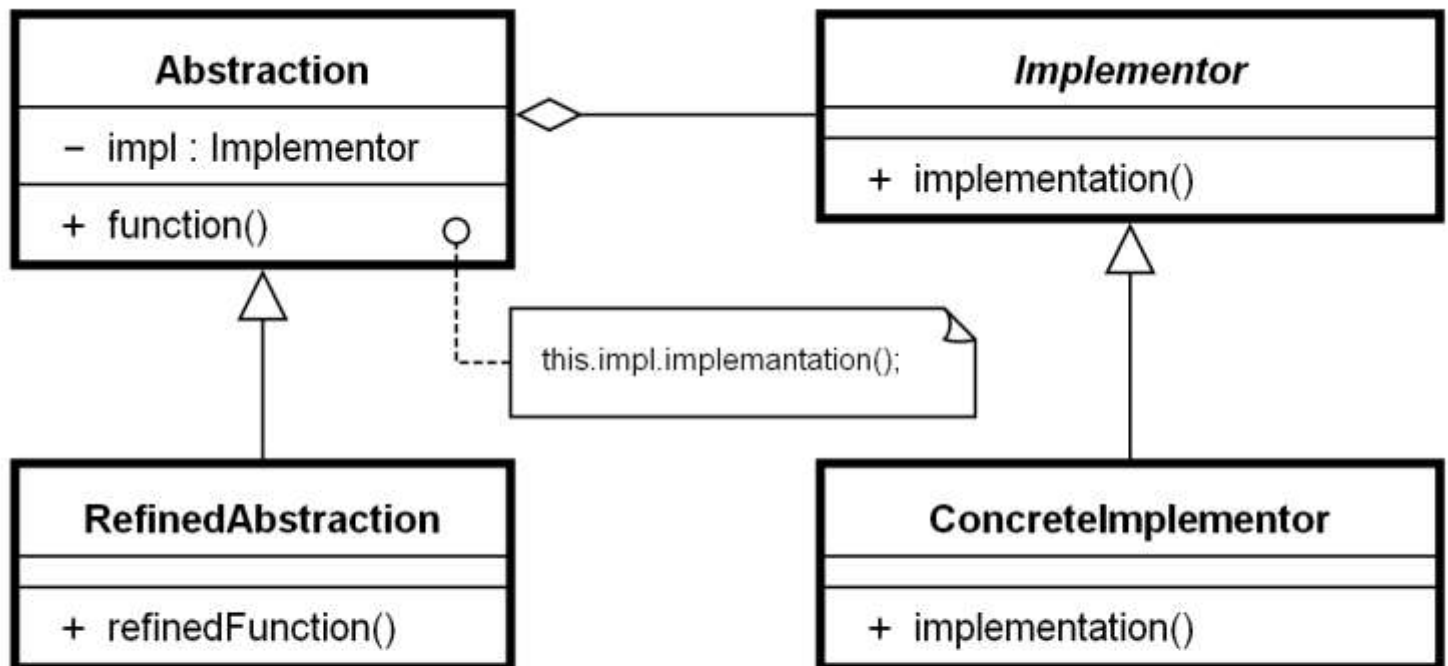 Abstraction
– impl : Implementor
+ function()
Implementor
+ implementation()
this.impl.implemantation();
RefinedAbstraction
+ refinedFunction()
ConcreteImplementor
+ implementation()